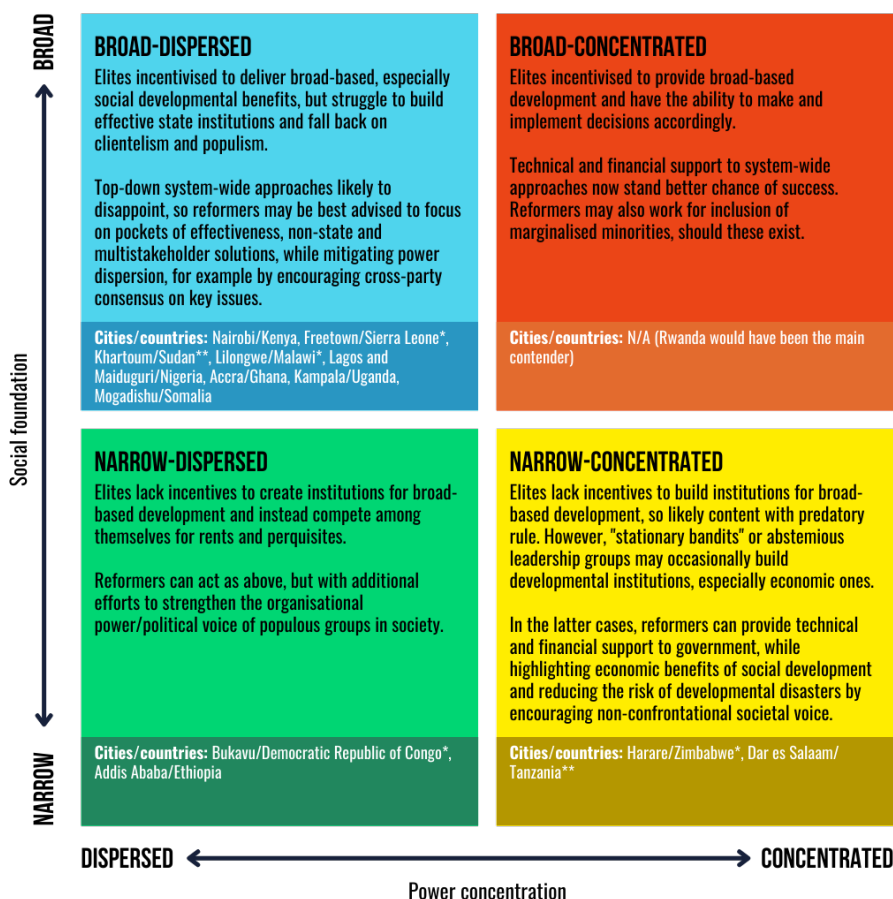 BROAD
BROAD-DISPERSED
Elites incentivised to deliver broad-based, especially
social developmental benefits, but struggle to build
effective state institutions and fall back on
clientelism and populism.
Top-down system-wide approaches likely to
disappoint, so reformers may be best advised to focus
on pockets of effectiveness, non-state and
multistakeholder solutions, while mitigating power
dispersion, for example by encouraging cross-party
consensus on key issues.
Cities/countries: Nairobi/Kenya, Freetown/Sierra Leone*,
Khartoum/Sudan**, Lilongwe/Malawi*, Lagos and
Maiduguri/Nigeria, Accra/Ghana, Kampala/Uganda,
Mogadishu/Somalia
BROAD-CONCENTRATED
Elites incentivised to provide broad-based
development and have the ability to make and
implement decisions accordingly.
Technical and financial support to system-wide
approaches now stand better chance of success.
Reformers may also work for inclusion of
marginalised minorities, should these exist.
Cities/countries: N/A (Rwanda would have been the main
contender)
Social foundation
NARROW-DISPERSED
Elites lack incentives to create institutions for broad-
based development and instead compete among
themselves for rents and perquisites.
Reformers can act as above, but with additional
efforts to strengthen the organisational
power/political voice of populous groups in society.
Cities/countries: Bukavu/Democratic Republic of Congo*,
Addis Ababa/Ethiopia
NARROW-CONCENTRATED
Elites lack incentives to build institutions for broad-
based development, so likely content with predatory
rule. However, "stationary bandits" or abstemious
leadership groups may occasionally build
developmental institutions, especially economic ones.
In the latter cases, reformers can provide technical
and financial support to government, while
highlighting economic benefits of social development
and reducing the risk of developmental disasters by
encouraging non-confrontational societal voice.
Cities/countries: Harare/Zimbabwe*, Dar es Salaam/
Tanzania**
NARROW
DISPERSED
CONCENTRATED
Power concentration